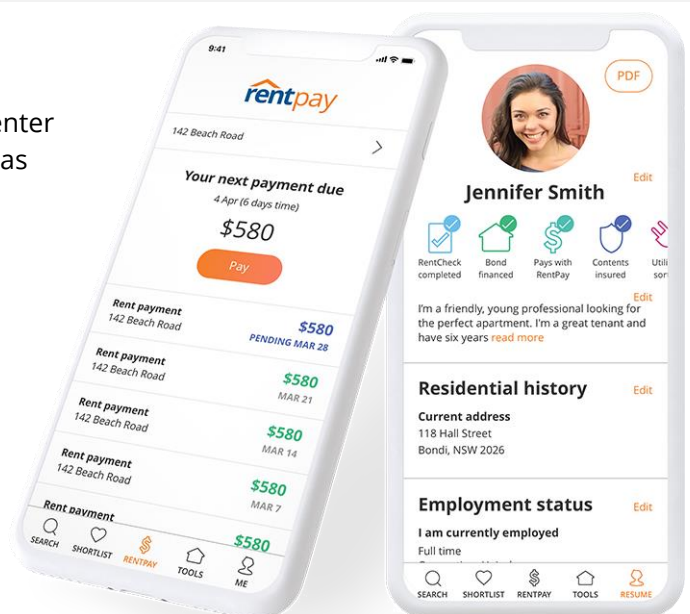 enter
as
9:41
rentpay
142 Beach Road
Your next payment due
4 Apr (6 days time)
$580
Pay
Rent payment
$580
142 Beach Road
PENDING MAR 28
Rent payment
$580
142 Beach Road
MAR 21
Rent payment
$580
142 Beach Road
MAR 14
Rent payment
$580
142 Beach Road
MAR 7
Rent payment
$580
SEARCH SHORTLIST RENTPAY TOOLS ME
PDF
Edit
Jennifer Smith
RentCheck completed
Bond financed
Pays with RentPay
Contents insured
Edit
I'm a friendly, young professional looking for
the perfect apartment. I'm a great tenant and
have six years read more
Residential history Edit
Current address
118 Hall Street
Bondi, NSW 2026
Employment status Edit
I am currently employed
Full time
SEARCH SHORTLIST RENTPAY TOOLS RESUME